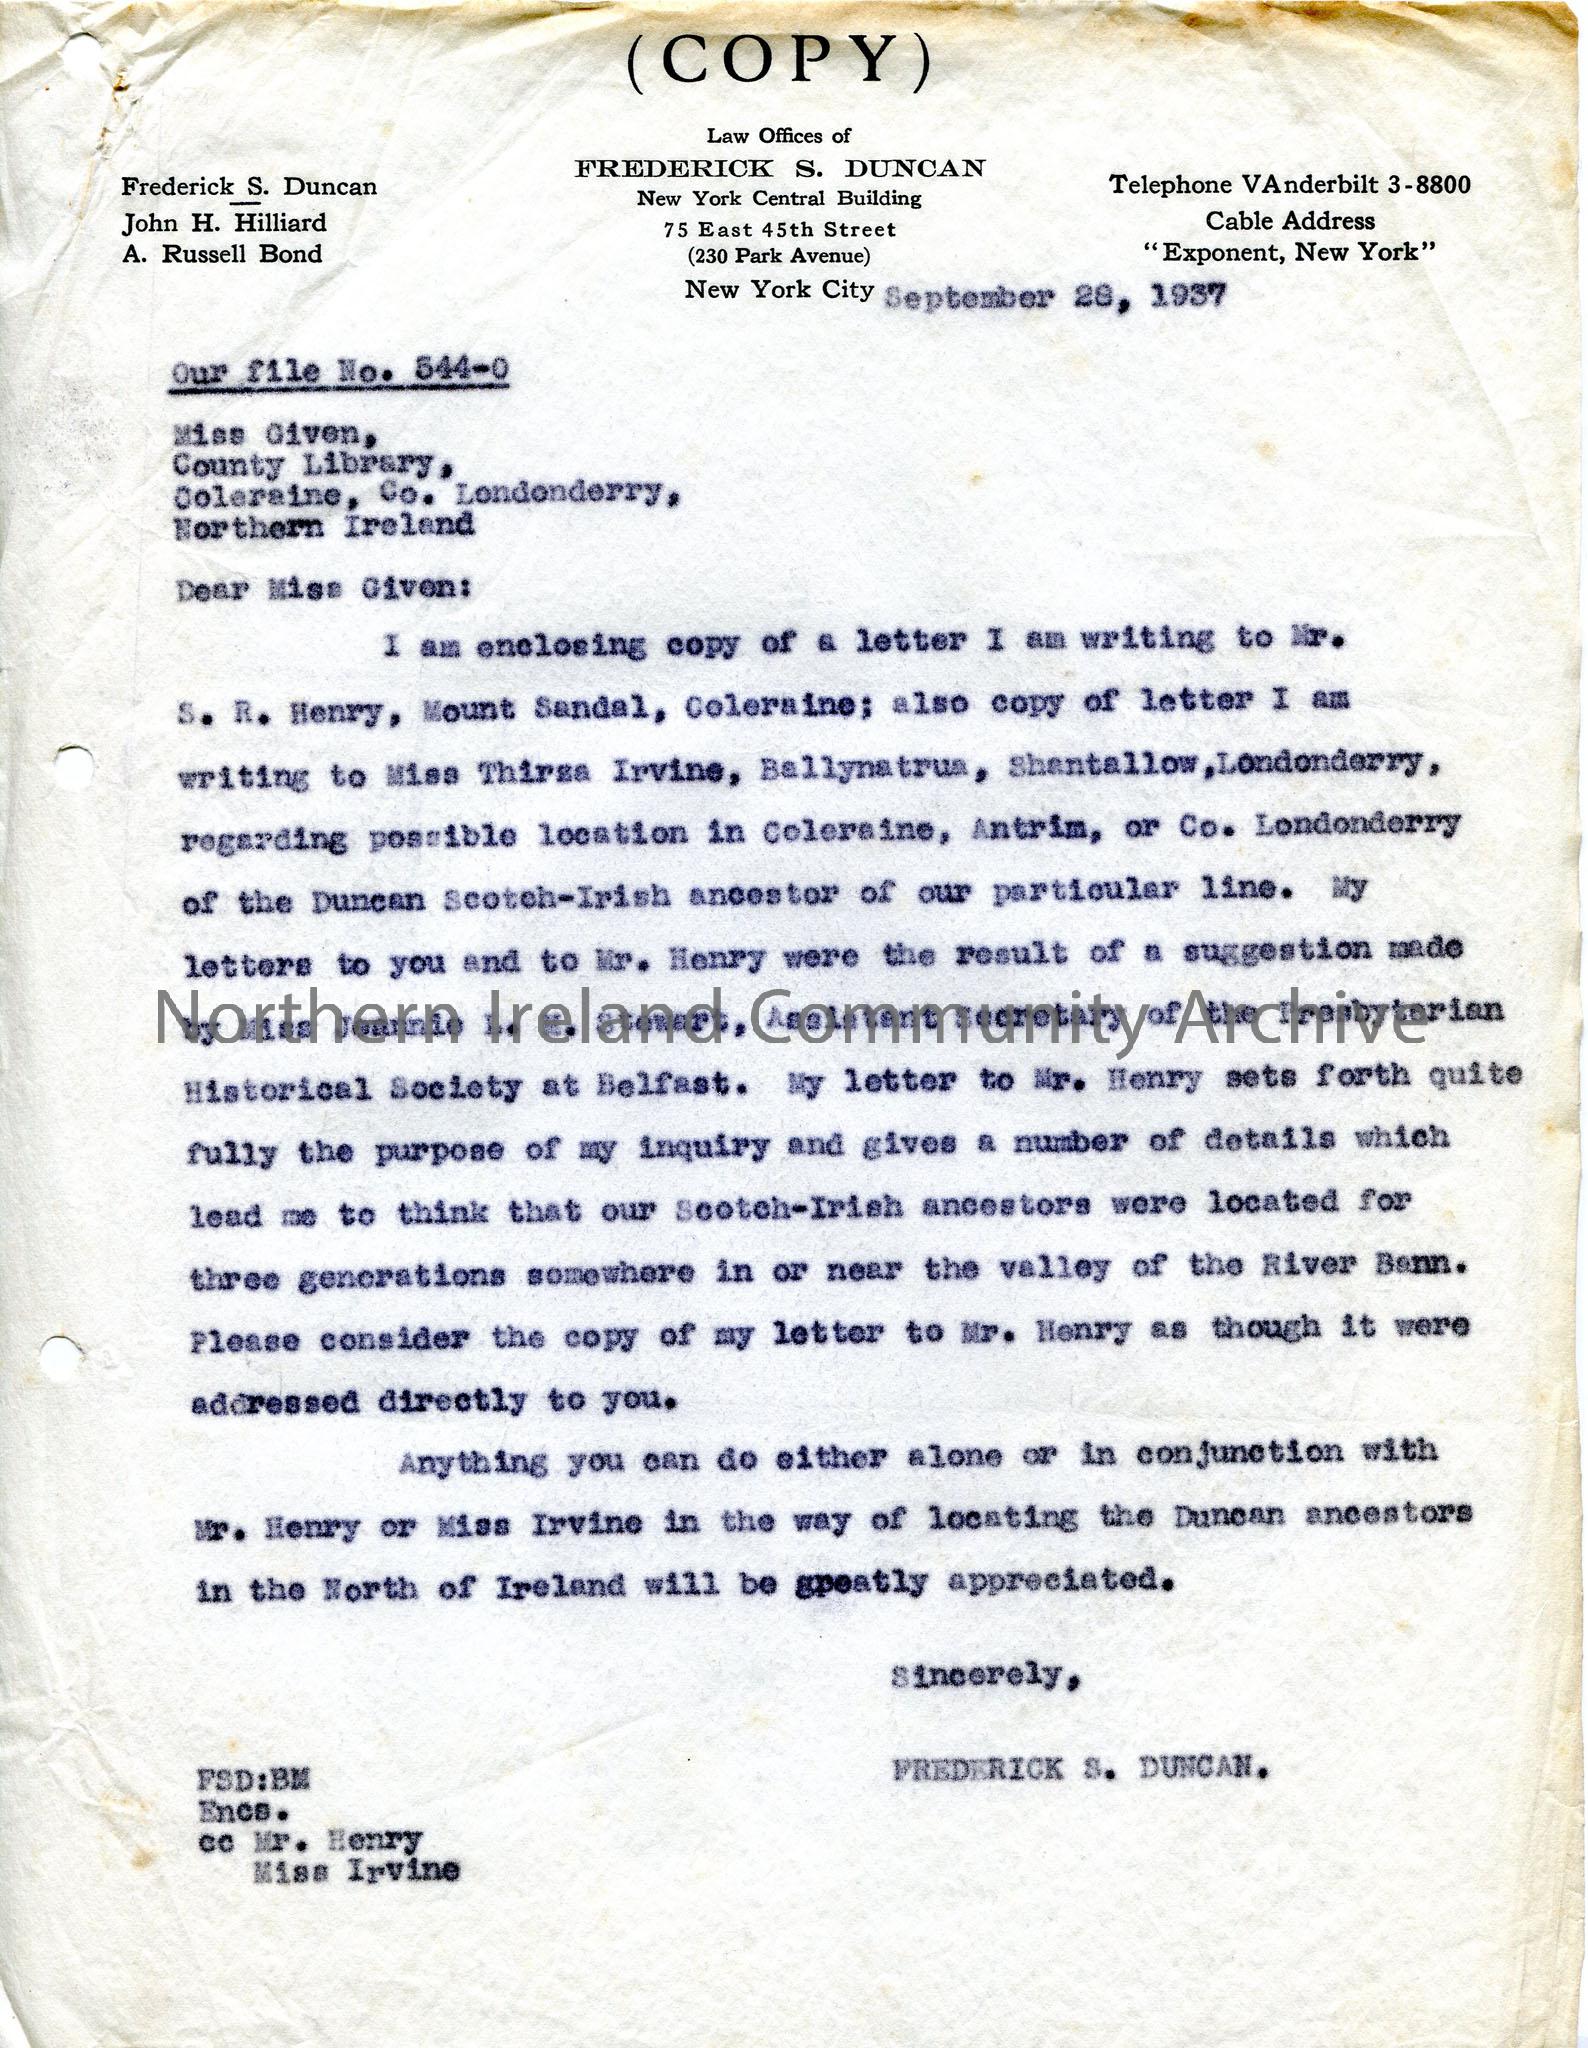 (COPY)
Law Offices of
FREDERICK S. DUNCAN
New York Central Building
75 East 45th Street
(230 Park Avenue)
New York City September 28, 1937
Frederick S. Duncan
John H. Hilliard
A. Russell Bond
Telephone VAnderbilt 3-8800
Cable Address
"Exponent, New York"
Our file No. 544-0
Miss Given,
County Library,
Coleraine, Co. Londonderry,
Northern Ireland
Dear Miss Given:
I am enclosing copy of a letter I am writing to Mr.
S. R. Henry, Mount Sandal, Coleraine; also copy of letter I am
writing to Miss Thirza Irvine, Ballynatrua, Shantallow,Londonderry,
regarding possible location in Coleraine, Antrim, or Co. Londonderry
of the Duncan Scotch-Irish ancestor of our particular line. My
letters to you and to Mr. Henry were the result of a suggestion made
by Miss Jeannie L. M. Stewart, Assistant Secretary of the Presbyterian
Historical Society at Belfast. My letter to Mr. Henry sets forth quite
fully the purpose of my inquiry and gives a number of details which
lead me to think that our Scotch-Irish ancestors were located for
three generations somewhere in or near the valley of the River Bann.
Please consider the copy of my letter to Mr. Henry as though it were
addressed directly to you.
Anything you can do either alone or in conjunction with
Mr. Henry or Miss Irvine in the way of locating the Duncan ancestors
in the North of Ireland will be greatly appreciated.
Sincerely,
FREDERICK S. DUNCAN.
FSD:BM
Encs.
cc Mr. Henry
Miss Irvine
Northern Ireland Community Archive